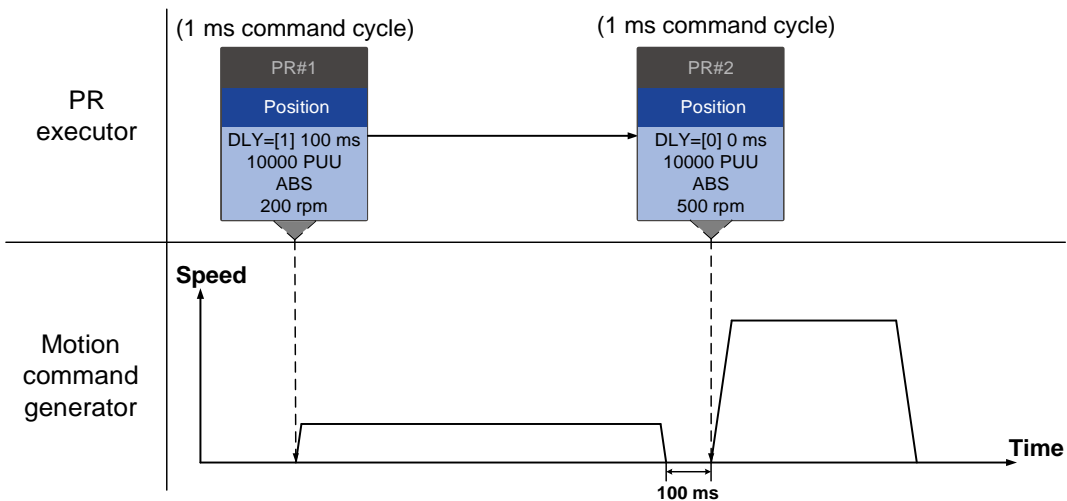 (1 ms command cycle)
(1 ms command cycle)
PR
executor
PR#1
Position
DLY=[1] 100 ms
10000 PUU
ABS
200 rpm
PR#2
Position
DLY=[0] 0 ms
10000 PUU
ABS
500 rpm
Motion
command
generator
Speed
Time
100 ms